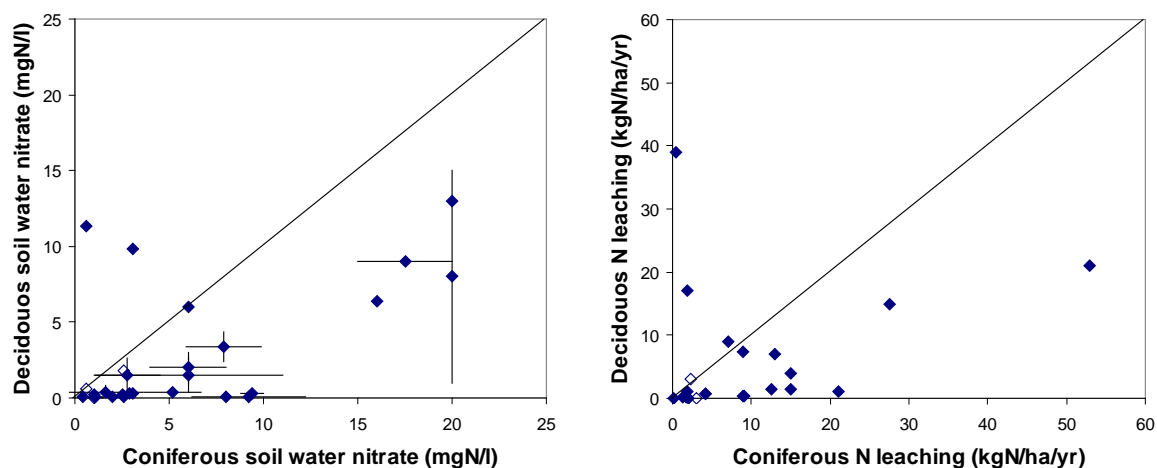 Decidouos soil water nitrate (mgN/l)
25
20
15
10
5
0
0 5 10 15 20 25
Coniferous soil water nitrate (mgN/l)
Decidouos N leaching (kgN/ha/yr)
60
50
40
30
20
10
0
0 10 20 30 40 50 60
Coniferous N leaching (kgN/ha/yr)